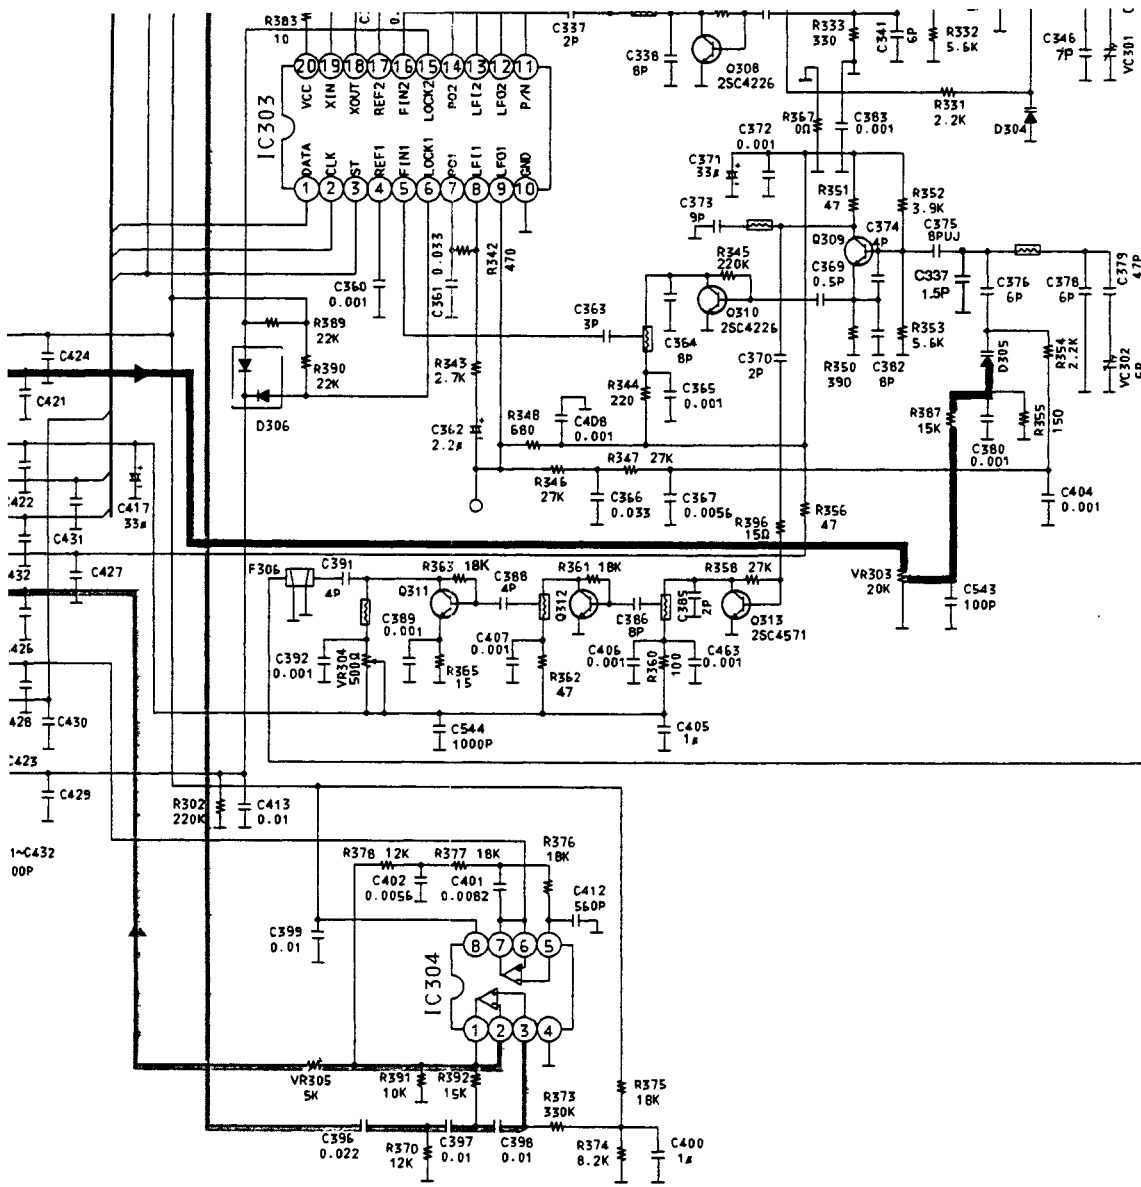 R383
10
20 19 18 17 16 15 14 13 12 11
VCC XIN XOUT REF2 FIN2 LOCK2 PO2 LFI2 LFO2 P/N
IC303
DATA CLK ST REF1 FIN1 LOCK1 PO1 LFI1 LFO1 GND
1 2 3 4 5 6 7 8 9 10
C337
2P
C338
8P
Q308
2SC4226
R333
330
C341
6P
R332
5.6K
C346
7P
VC301
R331
2.2K
D304
R367
0Ω
C383
0.001
C372
0.001
C371
33µ
R351
47
R352
3.9K
C373
9P
Q309
C374
4P
C375
8PUJ
C369
0.5P
C337
1.5P
C376
6P
C378
6P
C379
47P
R345
220K
Q310
2SC4226
C360
0.001
C361 0.033
R342
470
C363
3P
C364
8P
C370
2P
R350
390
C382
8P
R353
5.6K
D305
R354
2.2K
VC302
6P
R389
22K
R390
22K
D306
C424
C421
R343
2.7K
R344
220
C365
0.001
R387
15K
R355
150
C380
0.001
C362
2.2µ
R348
680
C408
0.001
R347 27K
R346
27K
C366
0.033
C367
0.0056
C404
0.001
C422
C417
33µ
C431
R396
15Ω
R356
47
C432
C427
F306
C391
4P
R363 18K
Q311
C388
4P
R361 18K
Q312
R358 27K
C385
2P
Q313
2SC4571
VR303
20K
C543
100P
C389
0.001
C386
8P
C426
C392
0.001
VR304
500Ω
R365
15
C407
0.001
R362
47
C406
0.001
R360
100
C463
0.001
C428
C430
C544
1000P
C405
1µ
C423
C429
R302
220K
C413
0.01
1~C432
00P
R378 12K
R377 18K
R376
18K
C402
0.0056
C401
0.0082
C412
560P
C399
0.01
8 7 6 5
IC304
1 2 3 4
VR305
5K
R391
10K
R392
15K
R375
18K
R373
330K
C396
0.022
R370
12K
C397
0.01
C398
0.01
R374
8.2K
C400
1µ